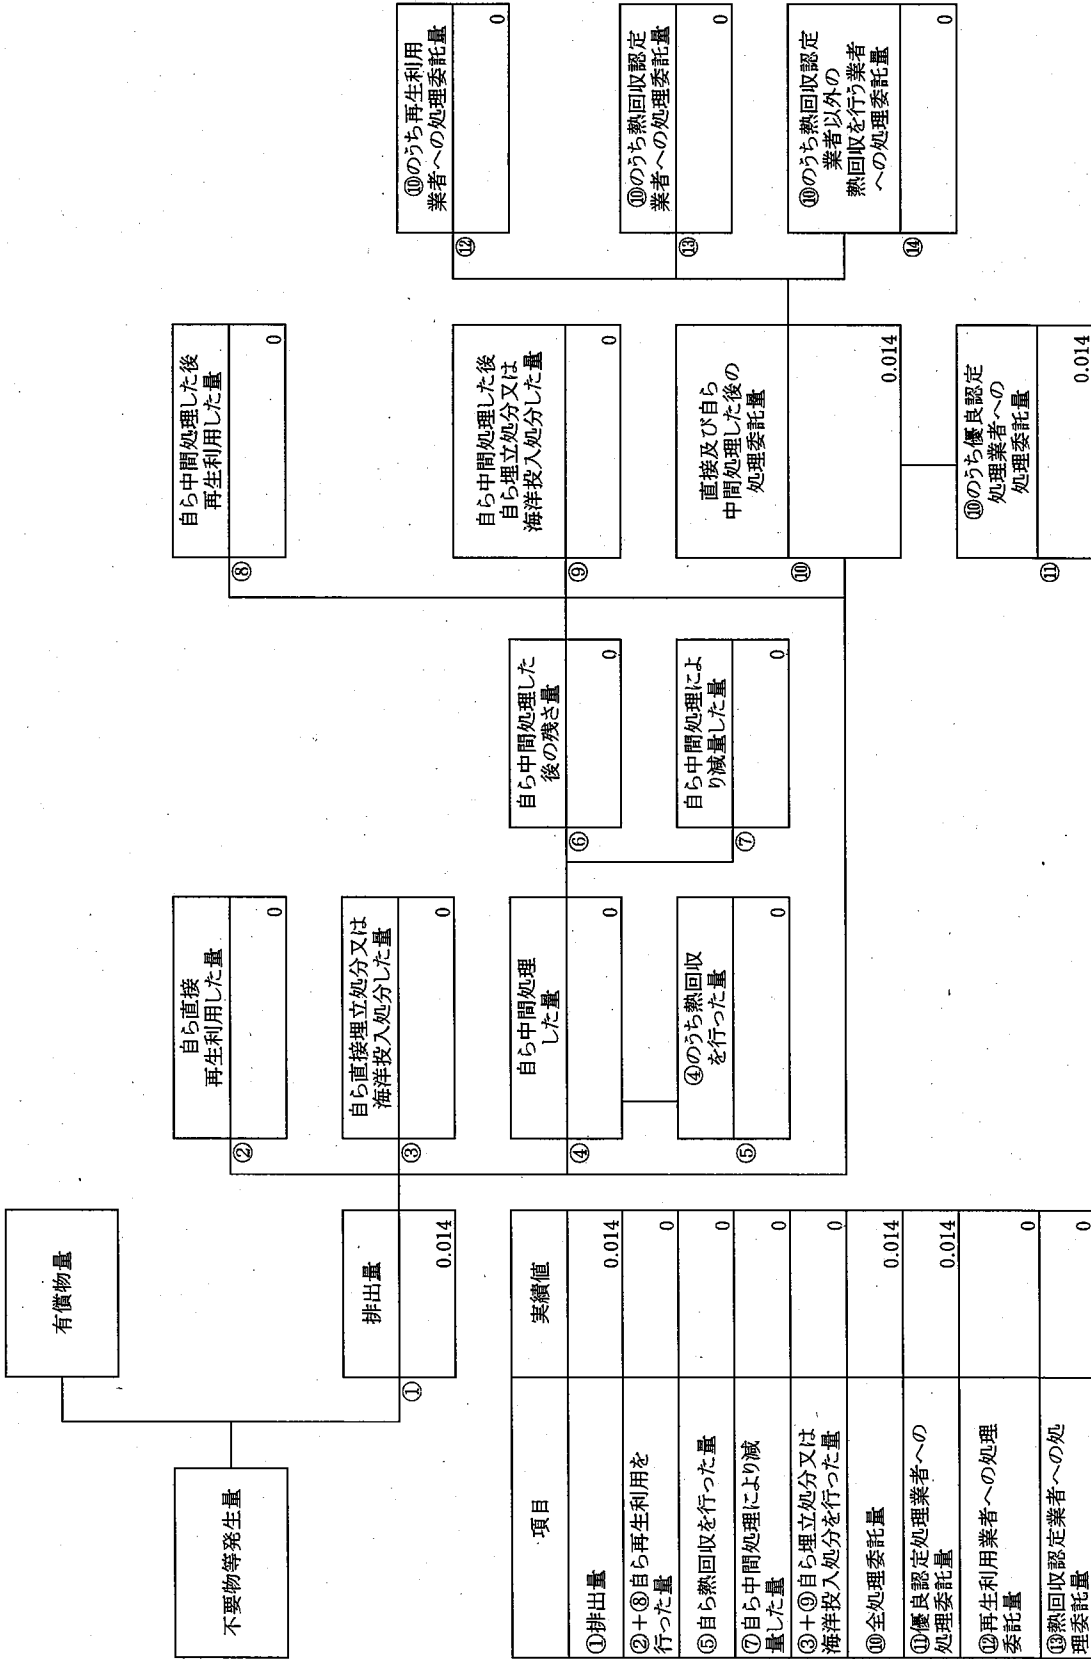 不要物等発生量
有償物量
排出量
①
0.014
自ら直接
再生利用した量
②
0
自ら直接埋立処分又は
海洋投入処分した量
③
0
自ら中間処理
した量
④
0
④のうち熱回収
を行った量
⑤
0
自ら中間処理した
後の残さ量
⑥
0
自ら中間処理によ
り減量した量
⑦
0
自ら中間処理した後
再生利用した量
⑧
0
自ら中間処理した後
自ら埋立処分又は
海洋投入処分した量
⑨
0
直接及び自ら
中間処理した後の
処理委託量
⑩
0.014
⑩のうち優良認定
処理業者への
処理委託量
⑪
0.014
⑩のうち再生利用
業者への処理委託量
⑫
0
⑩のうち熱回収認定
業者への処理委託量
⑬
0
⑩のうち熱回収認定
業者以外の
熱回収を行う業者
への処理委託量
⑭
0
項目
実績値
①排出量
0.014
②+⑧自ら再生利用を
行った量
0
⑤自ら熱回収を行った量
0
⑦自ら中間処理により減
量した量
0
③+⑨自ら埋立処分又は
海洋投入処分を行った量
0
⑩全処理委託量
0.014
⑪優良認定処理業者への
処理委託量
0.014
⑫再生利用業者への処理
委託量
0
⑬熱回収認定業者への処
理委託量
0